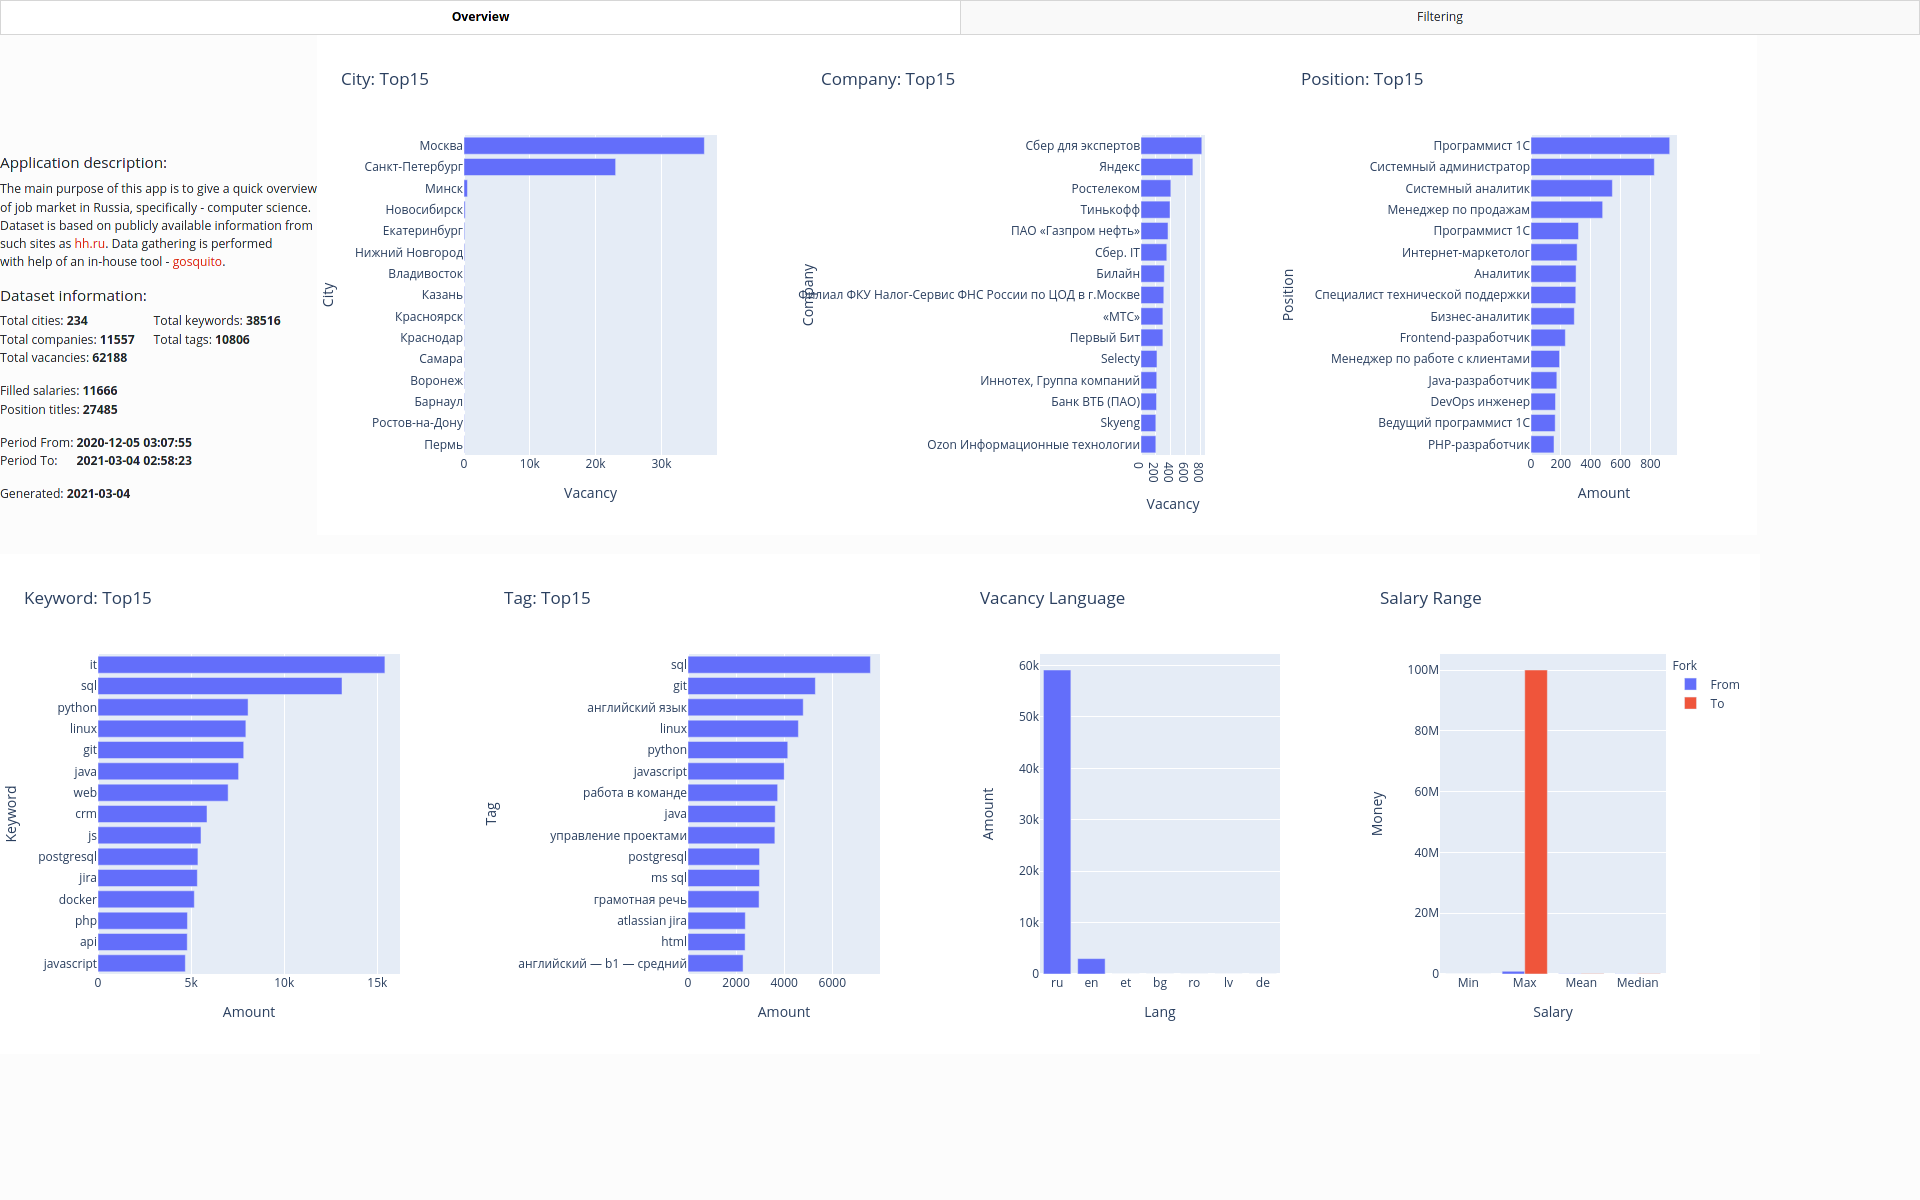 Overview
Filtering
Application description:
The main purpose of this app is to give a quick overview
of job market in Russia, specifically - computer science.
Dataset is based on publicly available information from
such sites as hh.ru. Data gathering is performed
with help of an in-house tool - gosquito.
Dataset information:
Total cities: 234 Total keywords: 38516
Total companies: 11557 Total tags: 10806
Total vacancies: 62188
Filled salaries: 11666
Position titles: 27485
Period From: 2020-12-05 03:07:55
Period To: 2021-03-04 02:58:23
Generated: 2021-03-04
City: Top15
City
Москва
Санкт-Петербург
Минск
Новосибирск
Екатеринбург
Нижний Новгород
Владивосток
Казань
Красноярск
Краснодар
Самара
Воронеж
Барнаул
Ростов-на-Дону
Пермь
0 10k 20k 30k
Vacancy
Company: Top15
Company
Сбер для экспертов
Яндекс
Ростелеком
Тинькофф
ПАО «Газпром нефть»
Сбер. IT
Билайн
Филиал ФКУ Налог-Сервис ФНС России по ЦОД в г.Москве
«МТС»
Первый Бит
Selecty
Иннотех, Группа компаний
Банк ВТБ (ПАО)
Skyeng
Ozon Информационные технологии
0 200 400 600 800
Vacancy
Position: Top15
Position
Программист 1С
Системный администратор
Системный аналитик
Менеджер по продажам
Программист 1C
Интернет-маркетолог
Аналитик
Специалист технической поддержки
Бизнес-аналитик
Frontend-разработчик
Менеджер по работе с клиентами
Java-разработчик
DevOps инженер
Ведущий программист 1С
PHP-разработчик
0 200 400 600 800
Amount
Keyword: Top15
Keyword
it
sql
python
linux
git
java
web
crm
js
postgresql
jira
docker
php
api
javascript
0 5k 10k 15k
Amount
Tag: Top15
Tag
sql
git
английский язык
linux
python
javascript
работа в команде
java
управление проектами
postgresql
ms sql
грамотная речь
atlassian jira
html
английский — b1 — средний
0 2000 4000 6000
Amount
Vacancy Language
Amount
60k
50k
40k
30k
20k
10k
0
ru en et bg ro lv de
Lang
Salary Range
Money
100M
80M
60M
40M
20M
0
Min Max Mean Median
Salary
Fork
From
To